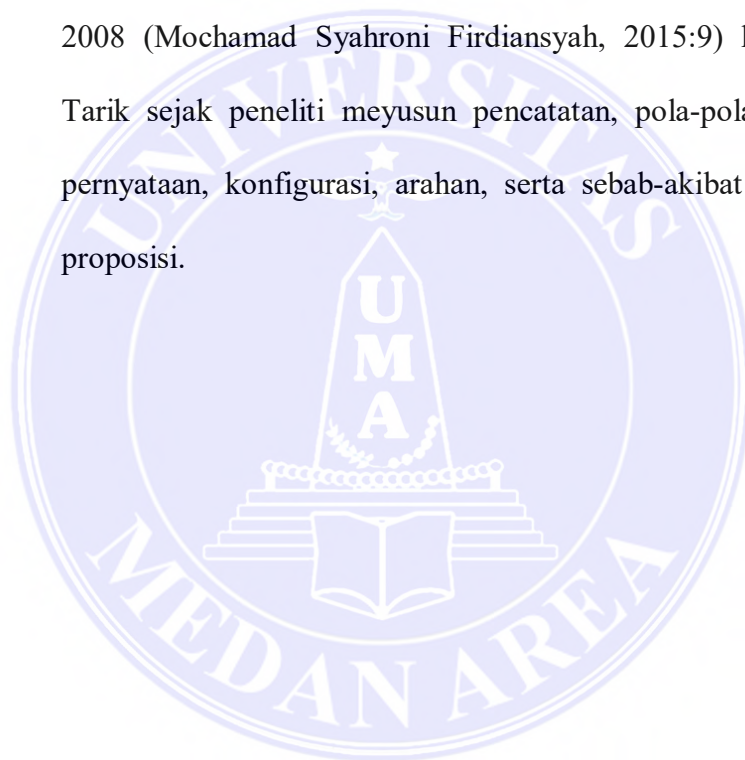 2008 (Mochamad Syahroni Firdiansyah, 2015:9)
Tarik sejak peneliti meyusun pencatatan, pola-pola
pernyataan, konfigurasi, arahan, serta sebab-akibat
proposisi.
UNIVERSITAS
UMA
MEDAN AREA